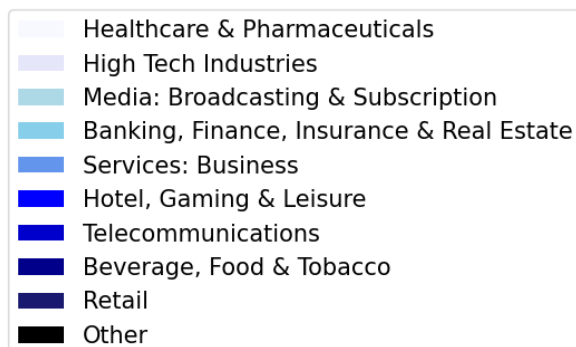 Healthcare & Pharmaceuticals
High Tech Industries
Media: Broadcasting & Subscription
Banking, Finance, Insurance & Real Estate
Services: Business
Hotel, Gaming & Leisure
Telecommunications
Beverage, Food & Tobacco
Retail
Other